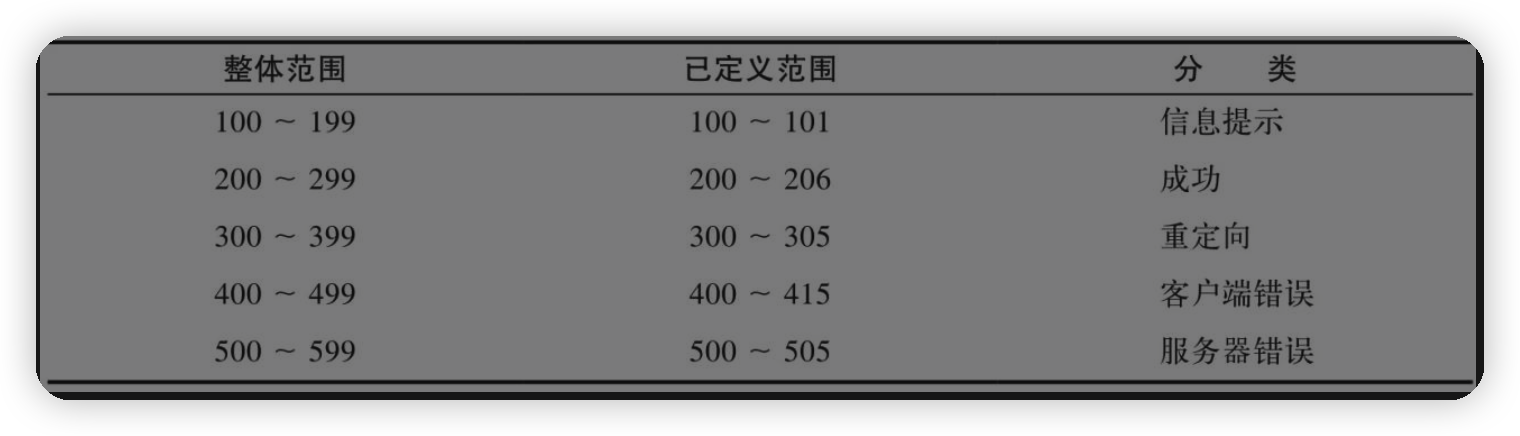 整体范围 已定义范围 分 类
100 ~ 199 100 ~ 101 信息提示
200 ~ 299 200 ~ 206 成功
300 ~ 399 300 ~ 305 重定向
400 ~ 499 400 ~ 415 客户端错误
500 ~ 599 500 ~ 505 服务器错误